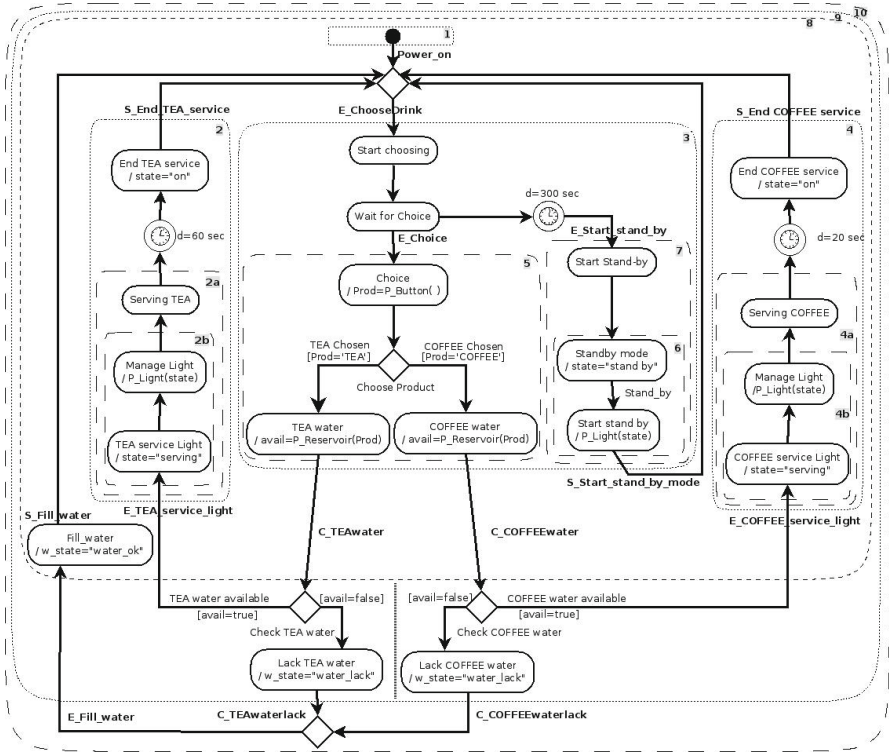 10
9
8
1
Power_on
S_End_TEA_service
E_ChooseDrink
S_End COFFEE service
2
3
4
End TEA service
/ state="on"
Start choosing
End COFFEE service
/ state="on"
d=60 sec
Wait for Choice
d=300 sec
d=20 sec
E_Choice
E_Start_stand_by
2a
5
7
Serving TEA
Choice
/ Prod=P_Button( )
Start Stand-by
Serving COFFEE
4a
2b
TEA Chosen
[Prod='TEA']
COFFEE Chosen
[Prod='COFFEE']
6
Manage Light
/ P_Light(state)
Choose Product
Standby mode
/ state="stand by"
Stand_by
Manage Light
/P_Light(state)
4b
TEA service Light
/ state="serving"
TEA water
/ avail=P_Reservoir(Prod)
COFFEE water
/ avail=P_Reservoir(Prod)
Start stand by
/ P_Light(state)
COFFEE service Light
/ state="serving"
S_Start_stand_by_mode
E_TEA_service_light
E_COFFEE_service_light
S_Fill_water
Fill_water
/ w_state="water_ok"
C_TEAwater
C_COFFEEwater
TEA water available
[avail=true]
[avail=false]
Check TEA water
[avail=false]
COFFEE water available
[avail=true]
Check COFFEE water
Lack TEA water
/ w_state="water_lack"
Lack COFFEE water
/ w_state="water_lack"
E_Fill_water
C_TEAwaterlack
C_COFFEEwaterlack